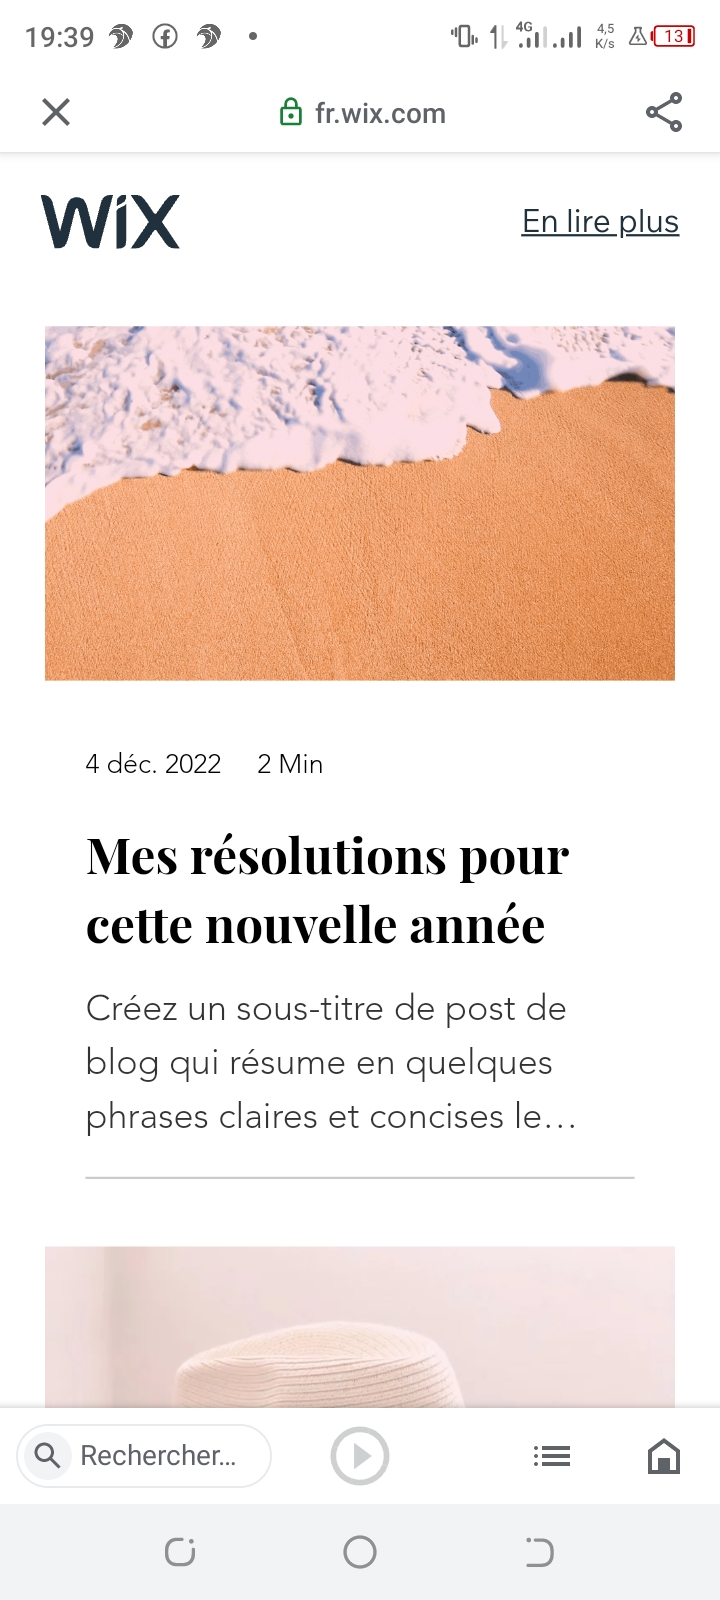 19:39
4G
4,5
K/s
13
fr.wix.com
WiX
En lire plus
4 déc. 2022 2 Min
Mes résolutions pour
cette nouvelle année
Créez un sous-titre de post de
blog qui résume en quelques
phrases claires et concises le...
Rechercher...